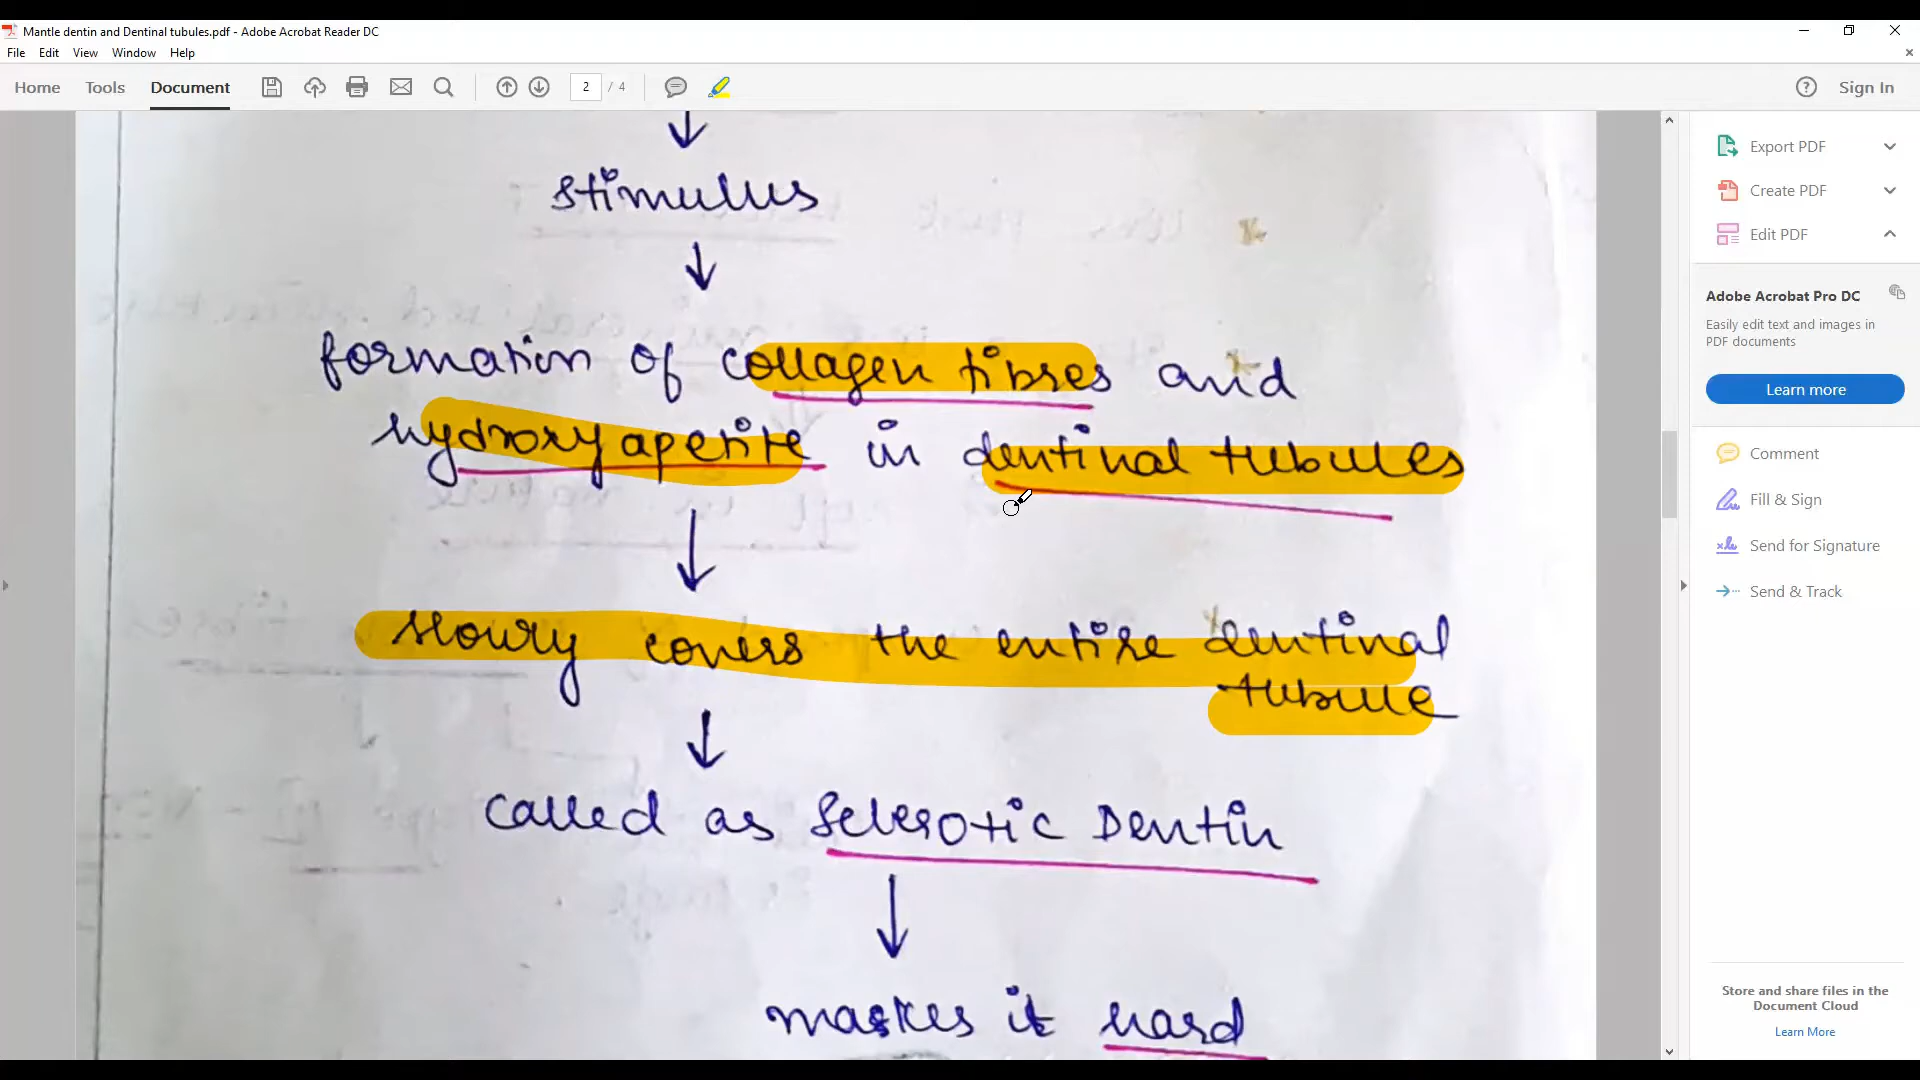 Mantle dentin and Dentinal tubules.pdf - Adobe Acrobat Reader DC
File Edit View Window Help
Home Tools Document 2 / 4 Sign In
stimulus
formation of collagen fibres and
hydroxyapetite in dentinal tubules
slowly covers the entire dentinal
tubule
called as Sclerotic Dentin
makes it hard
Export PDF
Create PDF
Edit PDF
Adobe Acrobat Pro DC
Easily edit text and images in
PDF documents
Learn more
Comment
Fill & Sign
Send for Signature
Send & Track
Store and share files in the
Document Cloud
Learn More